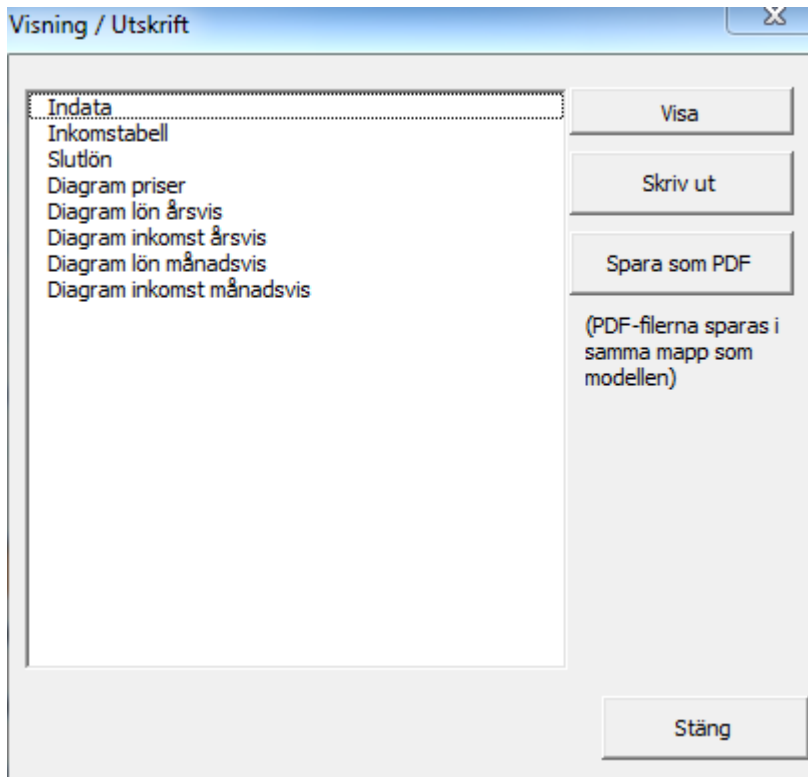 Visning / Utskrift
Indata
Inkomstabell
Slutlön
Diagram priser
Diagram lön årsvis
Diagram inkomst årsvis
Diagram lön månadsvis
Diagram inkomst månadsvis
Visa
Skriv ut
Spara som PDF
(PDF-filerna sparas i
samma mapp som
modellen)
Stäng